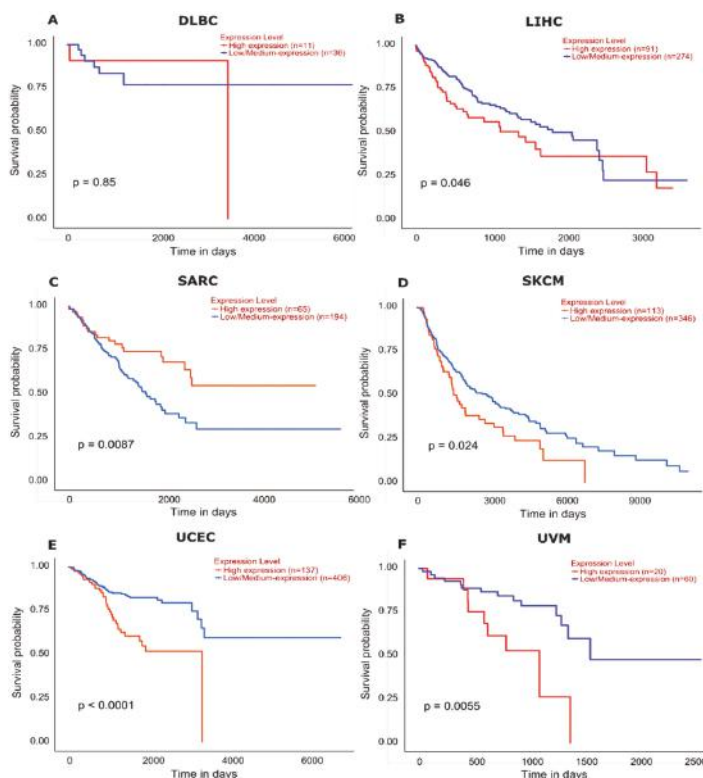 A
DLBC
Expression Level
High expression (n=11)
Low/Medium-expression (n=36)
Survival probability
1.00
0.75
0.50
0.25
0.00
p = 0.85
0
2000
4000
6000
Time in days
B
LIHC
Expression Level
High expression (n=91)
Low/Medium-expression (n=274)
Survival probability
1.00
0.75
0.50
0.25
0.00
p = 0.046
0
1000
2000
3000
Time in days
C
SARC
Expression Level
High expression (n=65)
Low/Medium-expression (n=194)
Survival probability
1.00
0.75
0.50
0.25
0.00
p = 0.0087
0
2000
4000
6000
Time in days
D
SKCM
Expression Level
High expression (n=113)
Low/Medium-expression (n=346)
Survival probability
1.00
0.75
0.50
0.25
0.00
p = 0.024
0
3000
6000
9000
Time in days
E
UCEC
Expression Level
High expression (n=137)
Low/Medium-expression (n=406)
Survival probability
1.00
0.75
0.50
0.25
0.00
p < 0.0001
0
2000
4000
6000
Time in days
F
UVM
Expression Level
High expression (n=20)
Low/Medium-expression (n=60)
Survival probability
1.00
0.75
0.50
0.25
0.00
p = 0.0055
0
500
1000
1500
2000
250
Time in days